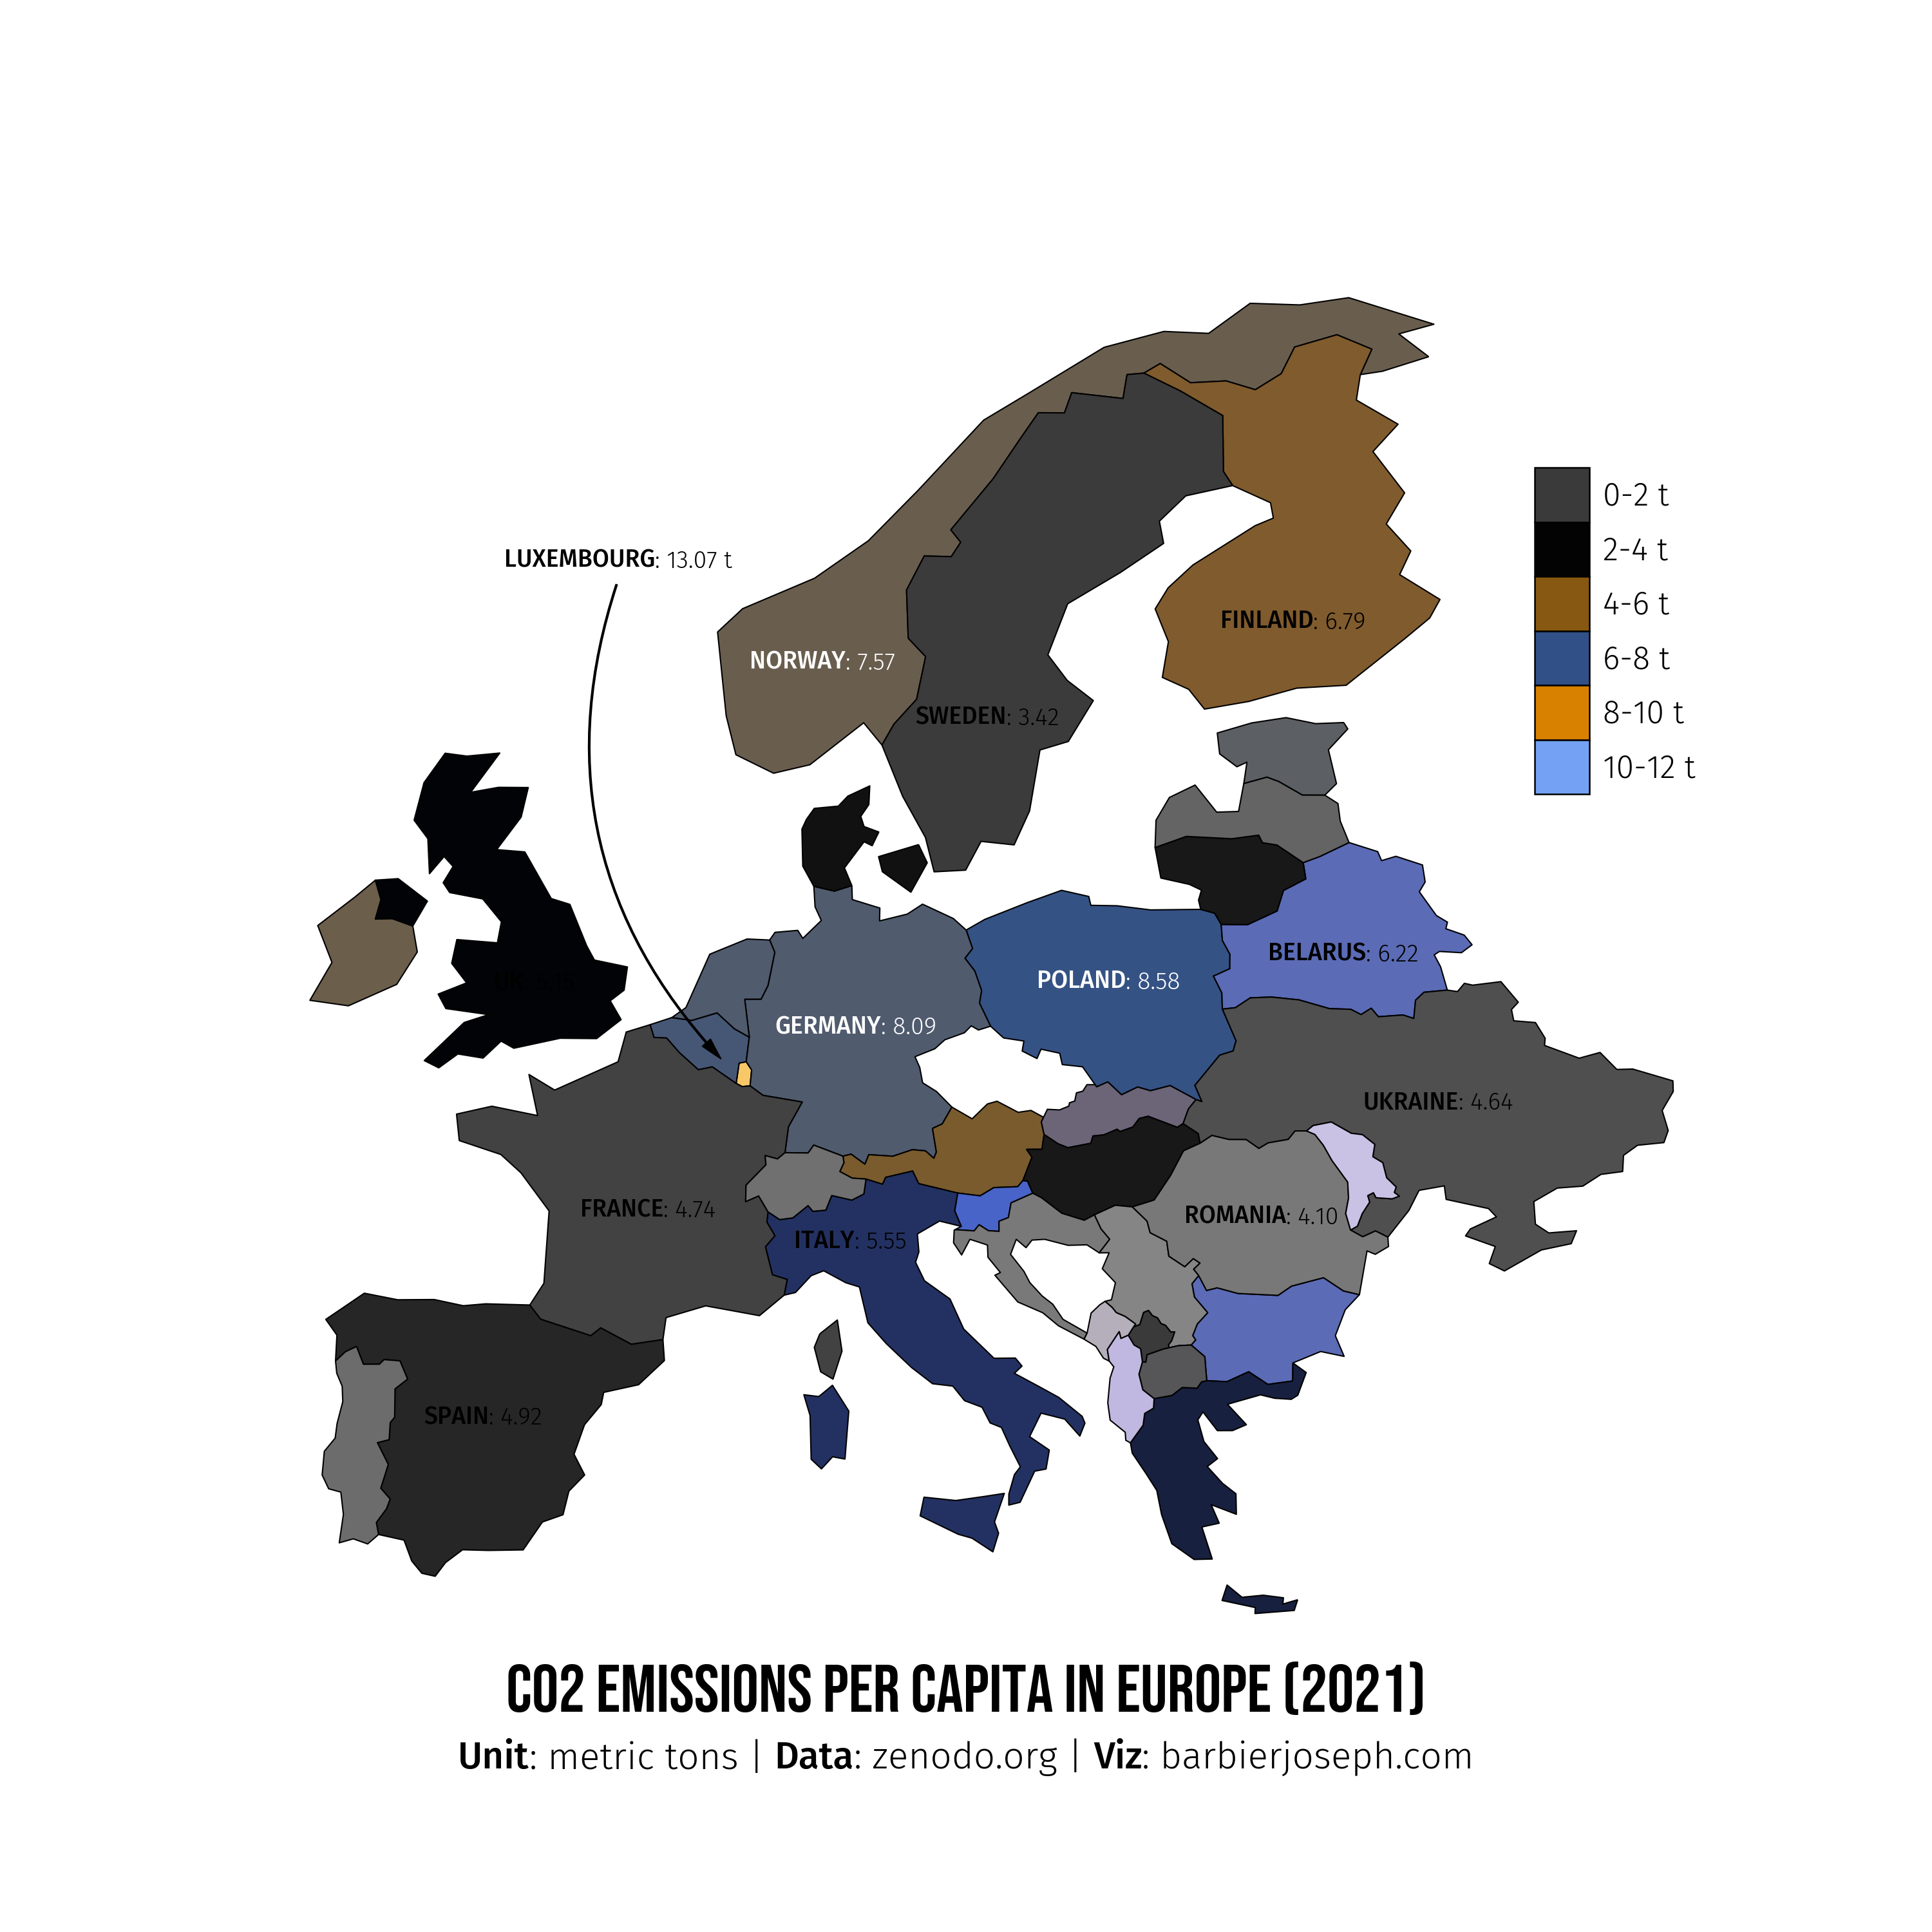 LUXEMBOURG: 13.07 t
NORWAY: 7.57
FINLAND: 6.79
SWEDEN: 3.42
0-2 t
2-4 t
4-6 t
6-8 t
8-10 t
10-12 t
UK:
BELARUS: 6.22
POLAND: 8.58
GERMANY: 8.09
UKRAINE: 4.64
FRANCE: 4.74
ROMANIA: 4.10
ITALY: 5.55
SPAIN: 4.92
CO2 EMISSIONS PER CAPITA IN EUROPE (2021)
Unit: metric tons | Data: zenodo.org | Viz: barbierjoseph.com